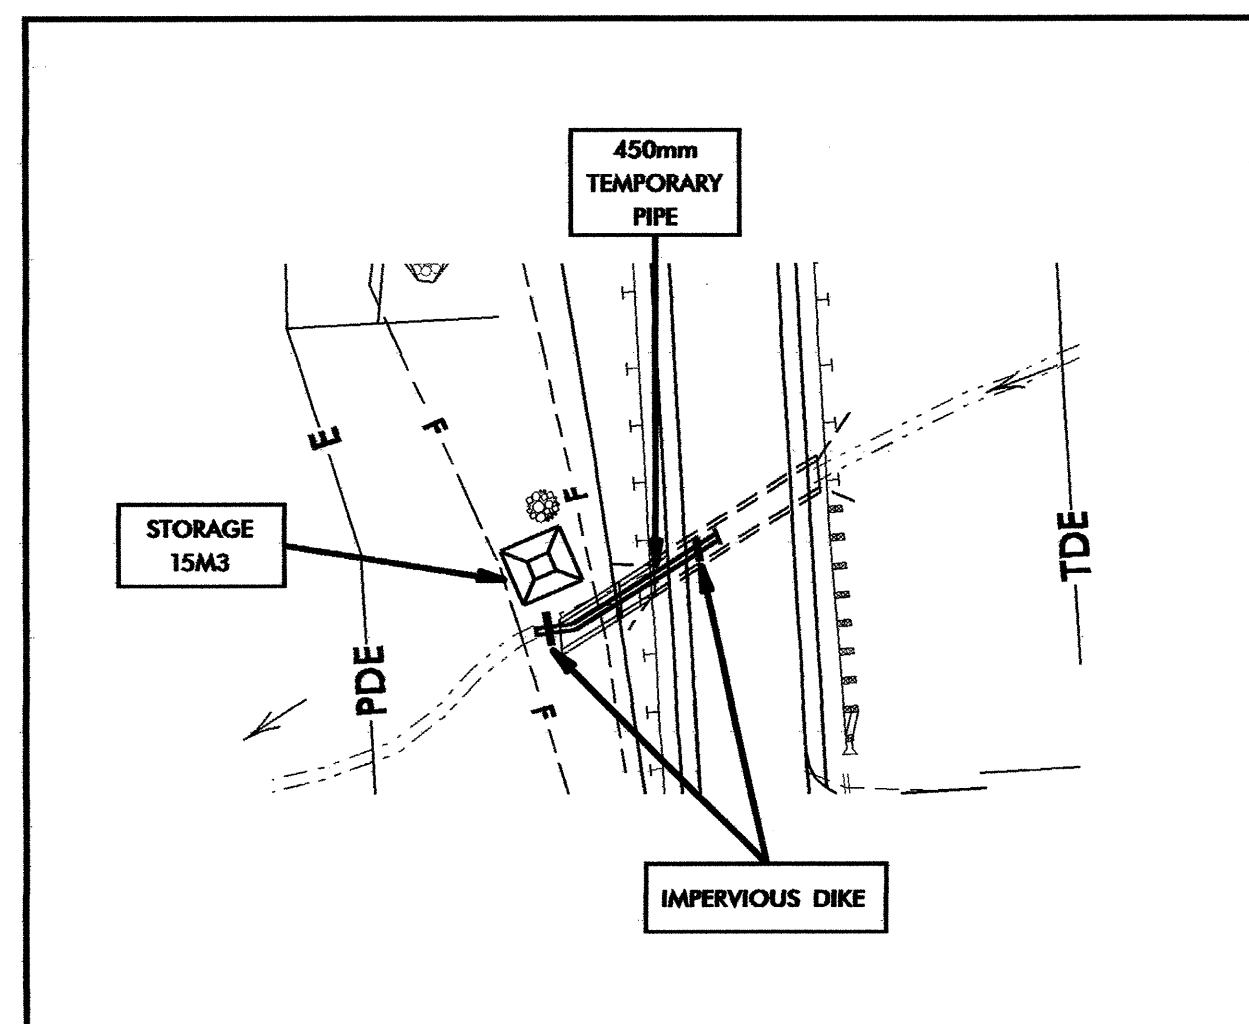 450mm
TEMPORARY
PIPE
E
F
F
STORAGE
15M3
TDE
PDE
F
IMPERVIOUS DIKE